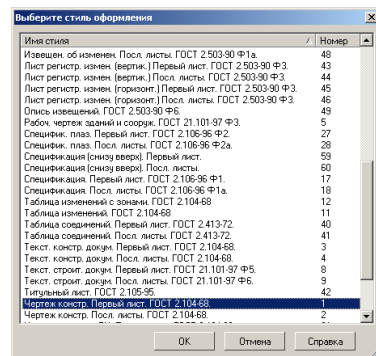 Выберите стиль оформления
Имя стиля / Номер
Извещен. об изменен. Посл. листы. ГОСТ 2.503-90 Ф1а. 48
Лист регистр. измен. (вертик.) Первый лист. ГОСТ 2.503-90 Ф3. 43
Лист регистр. измен. (вертик.) Посл. листы. ГОСТ 2.503-90 Ф3. 44
Лист регистр. измен. (горизонт.) Первый лист. ГОСТ 2.503-90 Ф3. 45
Лист регистр. измен. (горизонт.) Посл. листы. ГОСТ 2.503-90 Ф3. 46
Опись извещений. ГОСТ 2.503-90 Ф6. 49
Рабоч. чертеж зданий и сооруж. ГОСТ 21.101-97 Ф3. 5
Специфик. плаз. Первый лист. ГОСТ 2.106-96 Ф2. 27
Специфик. плаз. Посл. листы. ГОСТ 2.106-96 Ф2а. 28
Спецификация (снизу вверх). Первый лист. 59
Спецификация (снизу вверх). Посл. листы. 60
Спецификация. Первый лист. ГОСТ 2.106-96 Ф1. 17
Спецификация. Посл. листы. ГОСТ 2.106-96 Ф1а. 18
Таблица изменений с зонами. ГОСТ 2.104-68 12
Таблица изменений. ГОСТ 2.104-68 11
Таблица соединений. Первый лист. ГОСТ 2.413-72. 40
Таблица соединений. Посл. листы. ГОСТ 2.413-72. 41
Текст. констр. докум. Первый лист. ГОСТ 2.104-68. 3
Текст. констр. докум. Посл. листы. ГОСТ 2.104-68. 4
Текст. строит. докум. Первый лист. ГОСТ 21.101-97 Ф5. 8
Текст. строит. докум. Посл. листы. ГОСТ 21.101-97 Ф6. 9
Титульный лист. ГОСТ 2.105-95. 42
Чертеж констр. Первый лист. ГОСТ 2.104-68. 1
Чертеж констр. Посл. листы. ГОСТ 2.104-68. 2
OK Отмена Справка